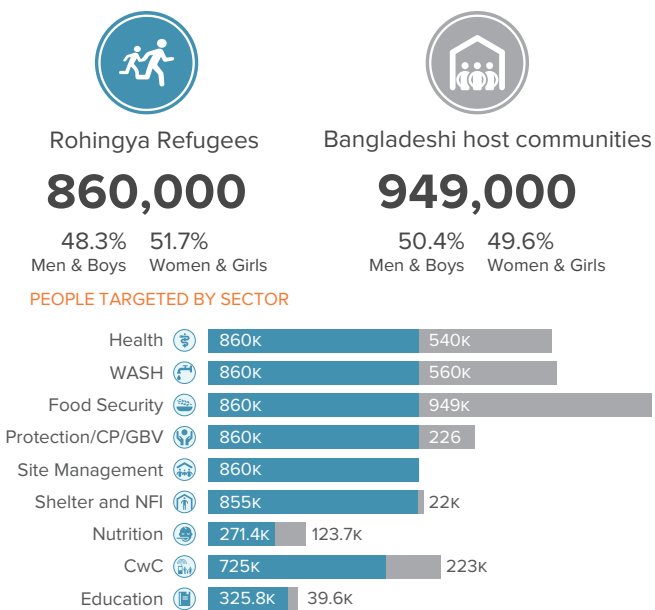 Rohingya Refugees
860,000
48.3% 51.7%
Men & Boys Women & Girls
Bangladeshi host communities
949,000
50.4% 49.6%
Men & Boys Women & Girls
PEOPLE TARGETED BY SECTOR
Health 860K 540K
WASH 860K 560K
Food Security 860K 949K
Protection/CP/GBV 860K 226
Site Management 860K
Shelter and NFI 855K 22K
Nutrition 271.4K 123.7K
CwC 725K 223K
Education 325.8K 39.6K